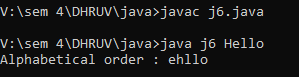 V:\sem 4\DHRUV\java>javac j6.java
V:\sem 4\DHRUV\java>java j6 Hello
Alphabetical order : ehllo